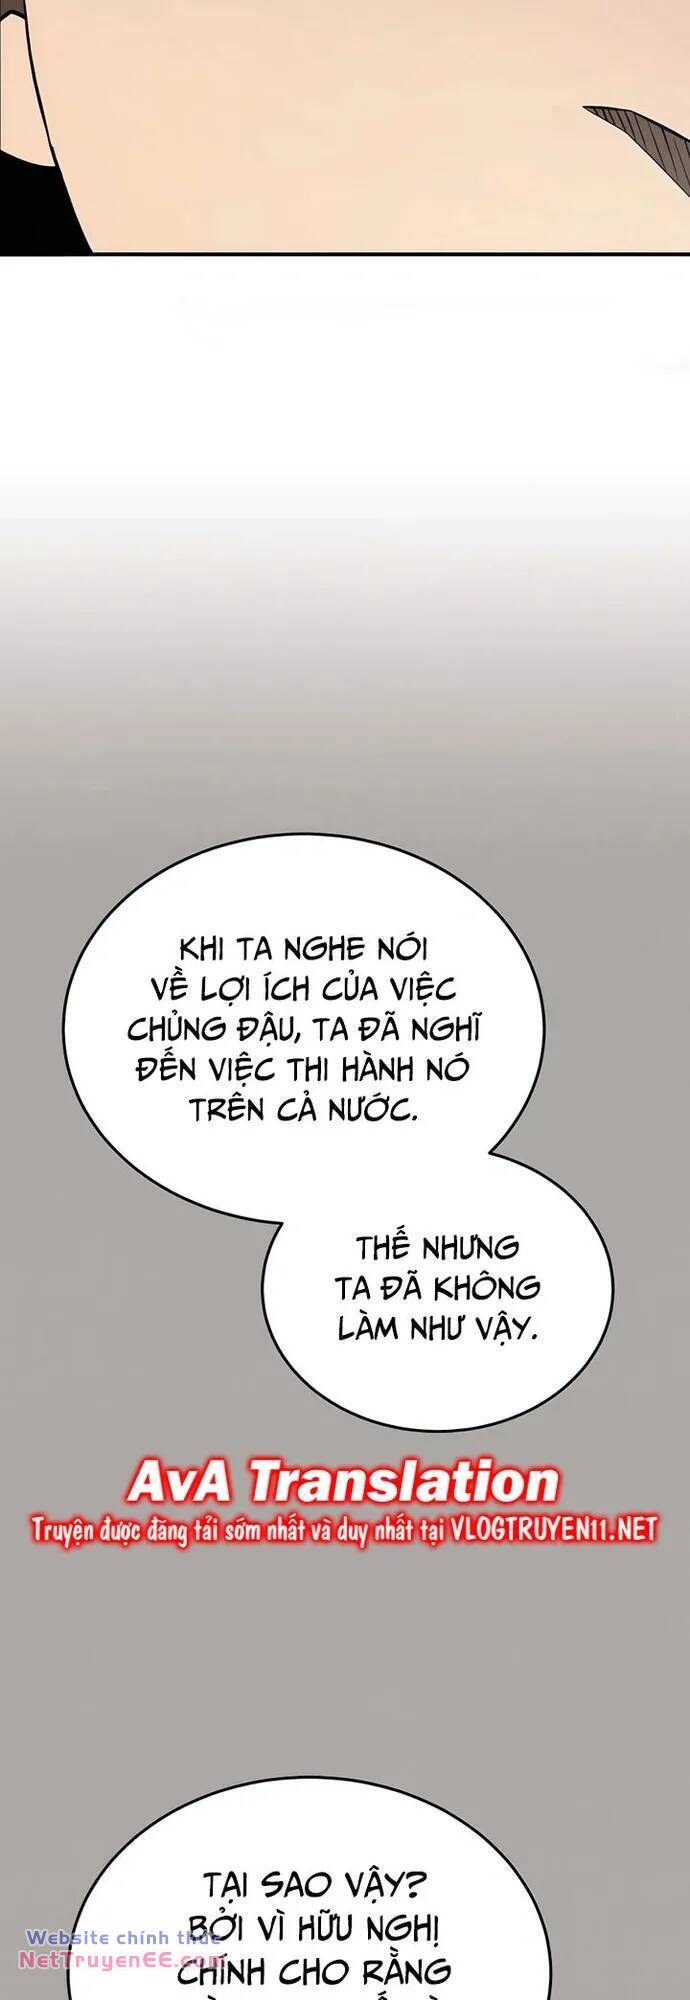 KHI TA NGHE NÓI
VỀ LỢI ÍCH CỦA VIỆC
CHỦNG ĐẬU, TA ĐÃ NGHĨ
ĐẾN VIỆC THI HÀNH NÓ
TRÊN CẢ NƯỚC.
THẾ NHƯNG
TA ĐÃ KHÔNG
LÀM NHƯ VẬY.
AvA Translation
Truyện được đăng tải sớm nhất và duy nhất tại VLOGTRUYEN11.NET
TẠI SAO VẬY?
BỞI VÌ HỮU NGHỊ
CHÍNH CHO RẰNG
Website chính thức
NetTruyenEE.com